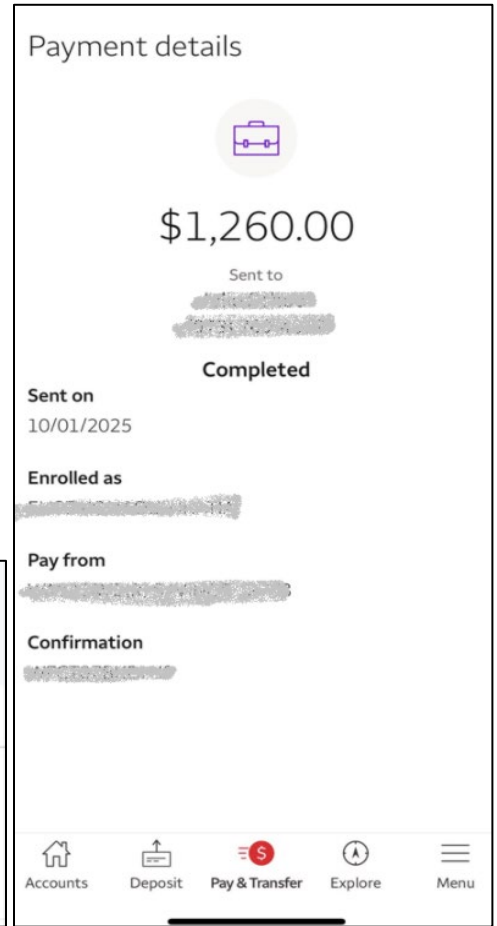 Payment details
$1,260.00
Sent to
Completed
Sent on
10/01/2025
Enrolled as
Pay from
Confirmation
Accounts Deposit Pay & Transfer Explore Menu